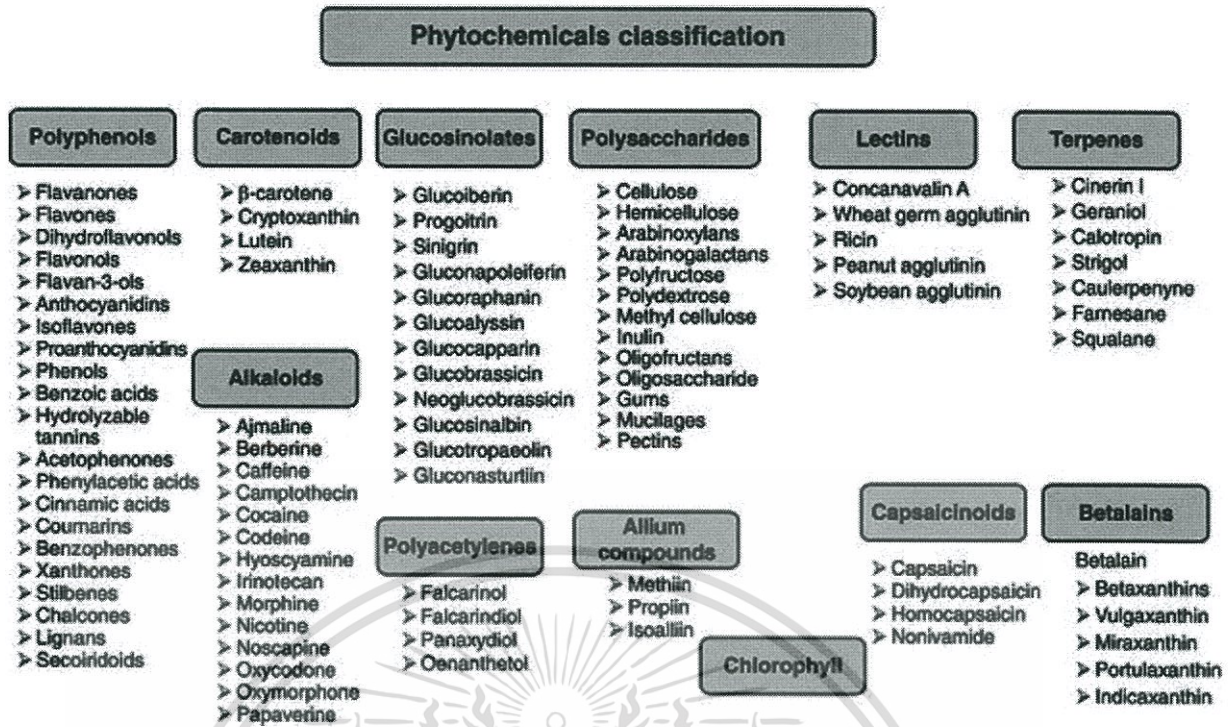 Phytochemicals classification
Polyphenols
➢ Flavanones
➢ Flavones
➢ Dihydroflavonols
➢ Flavonols
➢ Flavan-3-ols
➢ Anthocyanidins
➢ Isoflavones
➢ Proanthocyanidins
➢ Phenols
➢ Benzoic acids
➢ Hydrolyzable
tannins
➢ Acetophenones
➢ Phenylacetic acids
➢ Cinnamic acids
➢ Coumarins
➢ Benzophenones
➢ Xanthones
➢ Stilbenes
➢ Chalcones
➢ Lignans
➢ Secoiridoids
Carotenoids
➢ β-carotene
➢ Cryptoxanthin
➢ Lutein
➢ Zeaxanthin
Alkaloids
➢ Ajmaline
➢ Berberine
➢ Caffeine
➢ Camptothecin
➢ Cocaine
➢ Codeine
➢ Hyoscyamine
➢ Irinotecan
➢ Morphine
➢ Nicotine
➢ Noscapine
➢ Oxycodone
➢ Oxymorphone
➢ Papaverine
Glucosinolates
➢ Glucoiberin
➢ Progoitrin
➢ Sinigrin
➢ Gluconapoleiferin
➢ Glucoraphanin
➢ Glucoalyssin
➢ Glucocapparin
➢ Glucobrassicin
➢ Neoglucobrassicin
➢ Glucosinalbin
➢ Glucotropaeolin
➢ Gluconasturtiin
Polyacetylenes
➢ Falcarinol
➢ Falcarindiol
➢ Panaxydiol
➢ Oenanthetol
Polysaccharides
➢ Cellulose
➢ Hemicellulose
➢ Arabinoxylans
➢ Arabinogalactans
➢ Polyfructose
➢ Polydextrose
➢ Methyl cellulose
➢ Inulin
➢ Oligofructans
➢ Oligosaccharide
➢ Gums
➢ Mucilages
➢ Pectins
Allium
compounds
➢ Methiin
➢ Propiin
➢ Isoalliin
Chlorophyll
Lectins
➢ Concanavalin A
➢ Wheat germ agglutinin
➢ Ricin
➢ Peanut agglutinin
➢ Soybean agglutinin
Capsaicinoids
➢ Capsaicin
➢ Dihydrocapsaicin
➢ Homocapsaicin
➢ Nonivamide
Terpenes
➢ Cinerin I
➢ Geraniol
➢ Calotropin
➢ Strigol
➢ Caulerpenyne
➢ Farnesane
➢ Squalane
Betalains
Betalain
➢ Betaxanthins
➢ Vulgaxanthin
➢ Miraxanthin
➢ Portulaxanthin
➢ Indicaxanthin